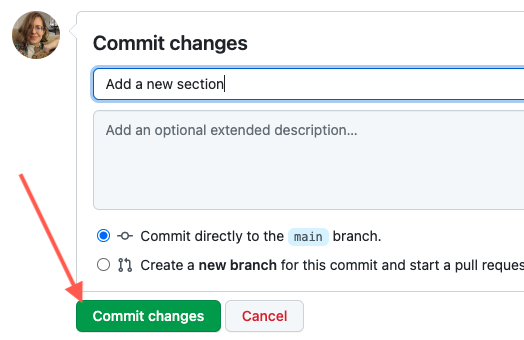 Commit changes
Add a new section
Add an optional extended description...
Commit directly to the main branch.
Create a new branch for this commit and start a pull reque
Commit changes
Cancel